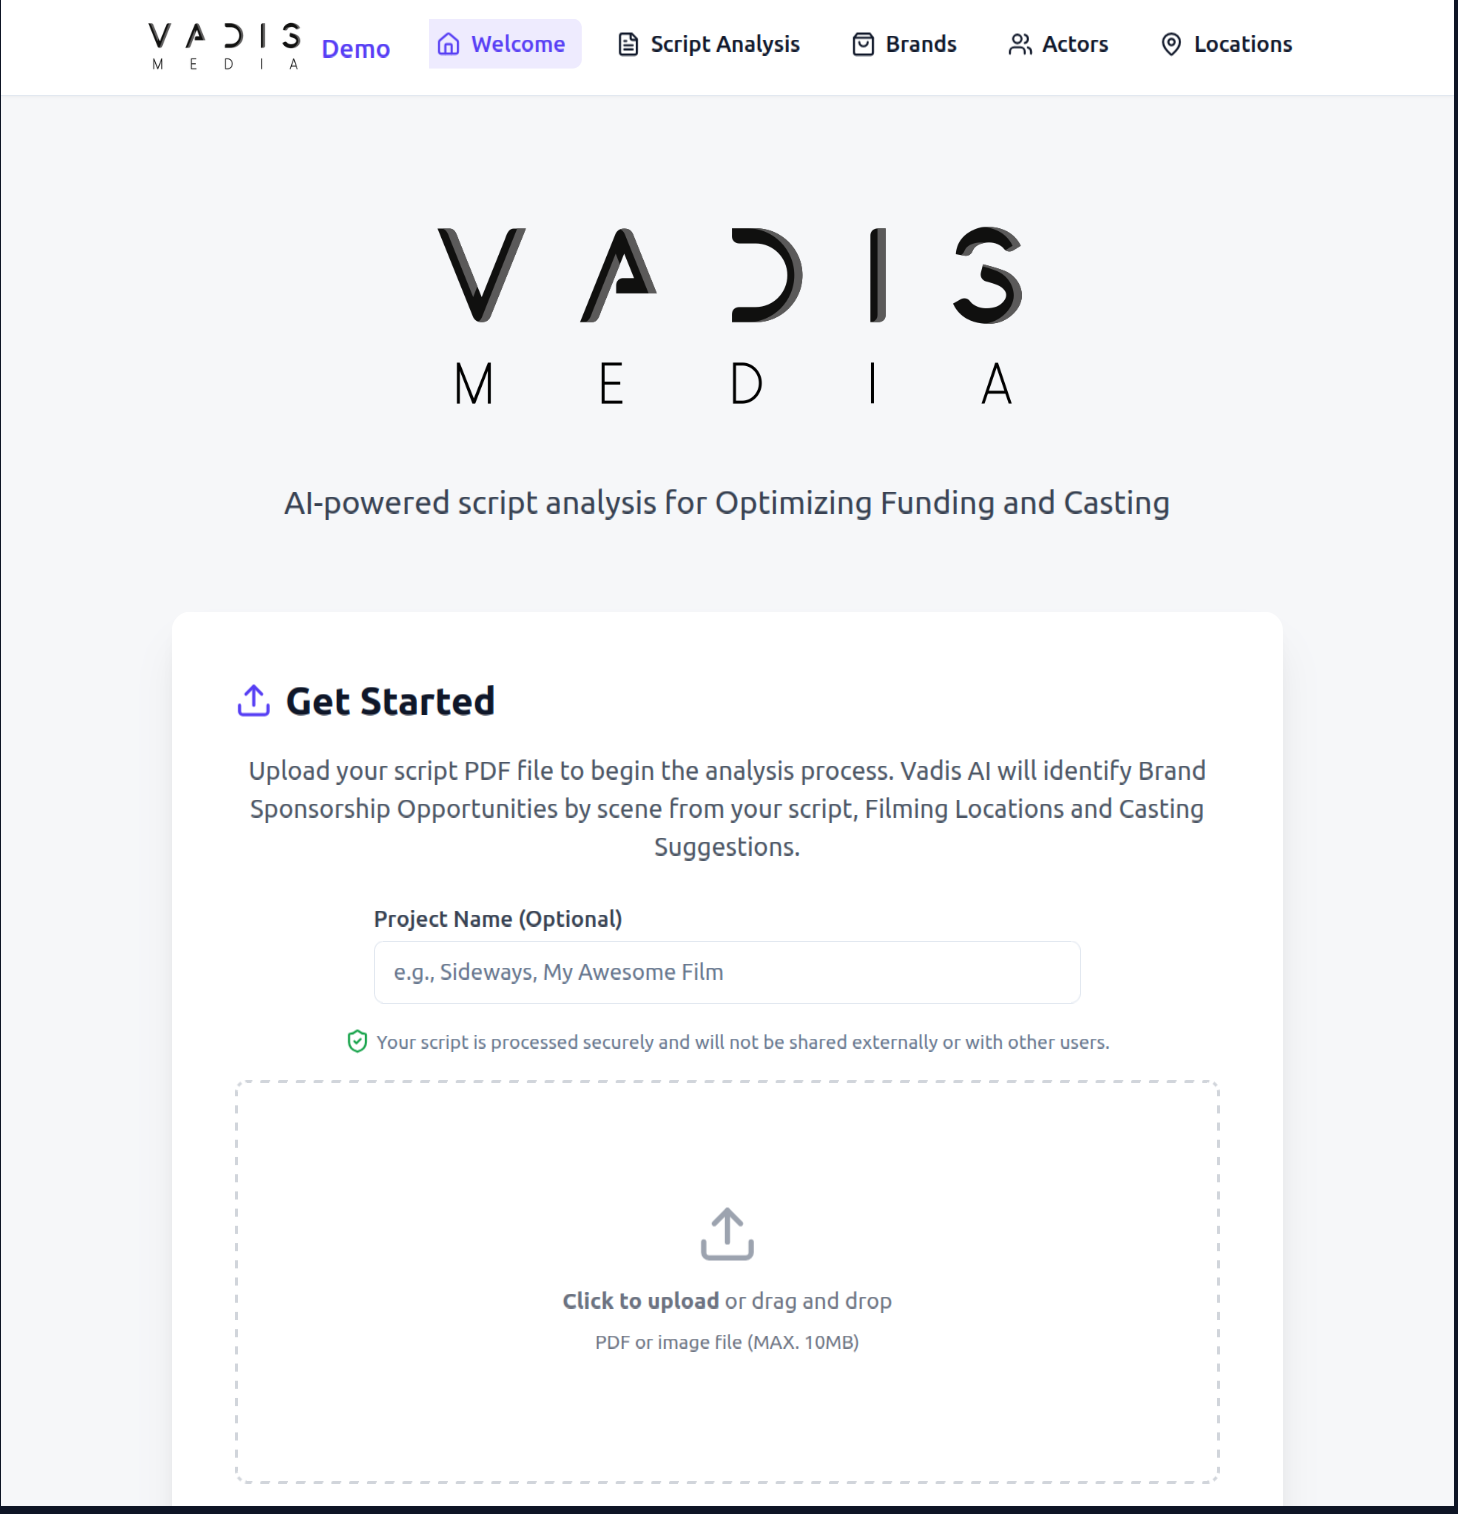 VADIS
MEDIA
Demo
Welcome
Script Analysis
Brands
Actors
Locations
VADIS
MEDIA
AI-powered script analysis for Optimizing Funding and Casting
Get Started
Upload your script PDF file to begin the analysis process. Vadis AI will identify Brand
Sponsorship Opportunities by scene from your script, Filming Locations and Casting
Suggestions.
Project Name (Optional)
e.g., Sideways, My Awesome Film
Your script is processed securely and will not be shared externally or with other users.
Click to upload or drag and drop
PDF or image file (MAX. 10MB)